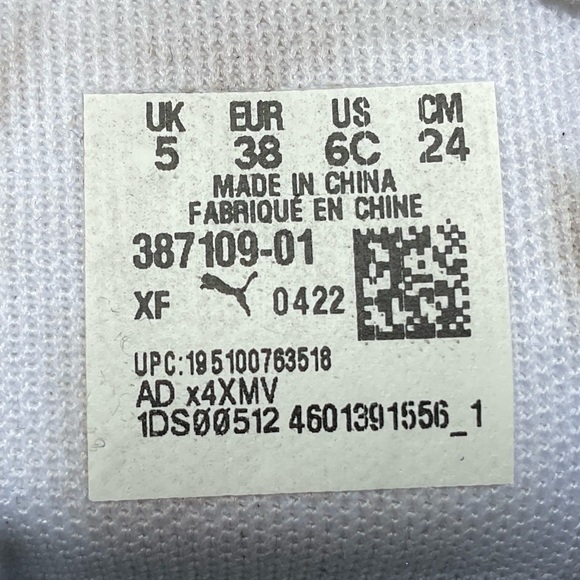 UK EUR US CM
5 38 6C 24
MADE IN CHINA
FABRIQUÉ EN CHINE
387109-01
XF 0422
UPC:195100763518
AD x4XMV
1DS00512 4601391556_1